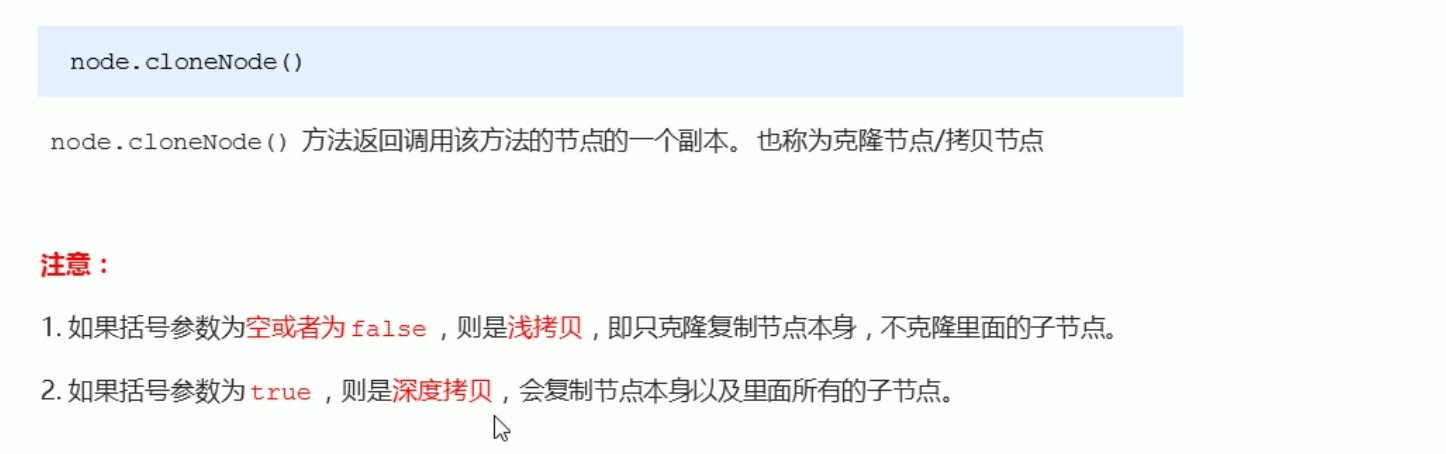 node.cloneNode()
node.cloneNode() 方法返回调用该方法的节点的一个副本。 也称为克隆节点/拷贝节点
注意：
1. 如果括号参数为空或者为 false ，则是浅拷贝，即只克隆复制节点本身，不克隆里面的子节点。
2. 如果括号参数为 true ，则是深度拷贝，会复制节点本身以及里面所有的子节点。